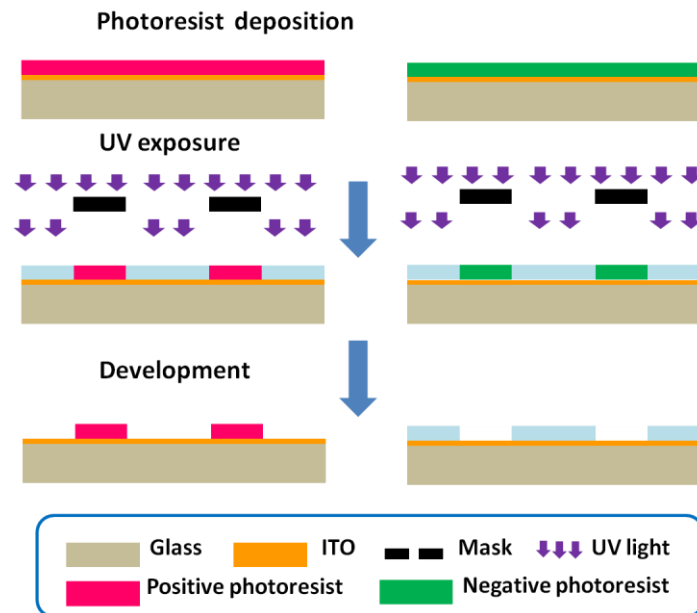 Photoresist deposition
UV exposure
Development
Glass ITO Mask UV light
Positive photoresist Negative photoresist